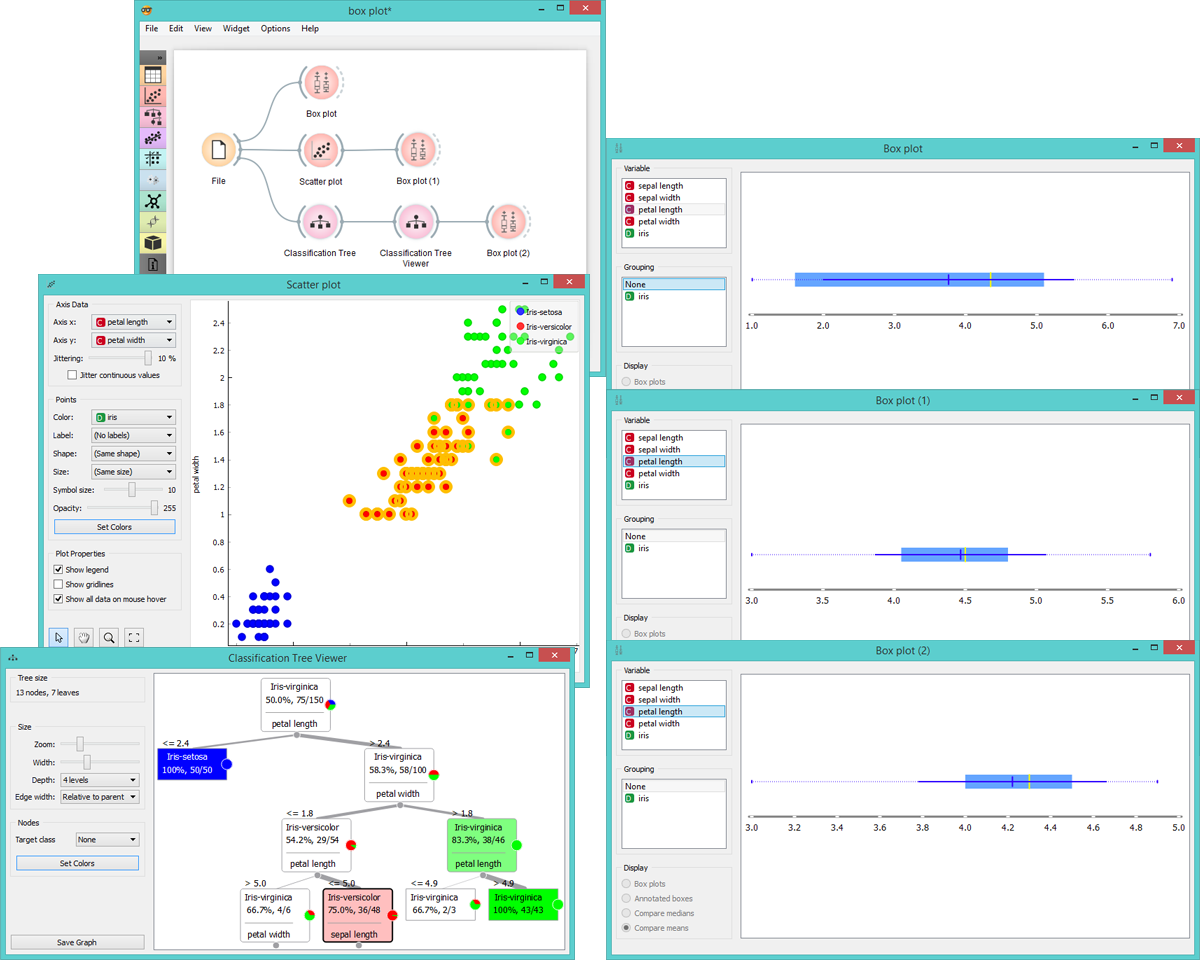 box plot*
File Edit View Widget Options Help
Box plot
File
Scatter plot
Box plot (1)
Classification Tree
Classification Tree Viewer
Box plot (2)
Scatter plot
Axis Data
Axis x: C petal length
Axis y: C petal width
Jittering: 10 %
Jitter continuous values
Points
Color: D iris
Label: (No labels)
Shape: (Same shape)
Size: (Same size)
Symbol size: 10
Opacity: 255
Set Colors
Plot Properties
Show legend
Show gridlines
Show all data on mouse hover
petal width
2.4
2.2
2
1.8
1.6
1.4
1.2
1
0.8
0.6
0.4
0.2
7
Iris-setosa
Iris-versicolor
Iris-virginica
Classification Tree Viewer
Tree size
13 nodes, 7 leaves
Size
Zoom:
Width:
Depth: 4 levels
Edge width: Relative to parent
Nodes
Target class None
Set Colors
Save Graph
Iris-virginica
50.0%, 75/150
petal length
<= 2.4
Iris-setosa
100%, 50/50
> 2.4
Iris-virginica
58.3%, 58/100
petal width
<= 1.8
Iris-versicolor
54.2%, 29/54
petal length
> 1.8
Iris-virginica
83.3%, 38/46
petal length
> 5.0
Iris-virginica
66.7%, 4/6
petal width
<= 5.0
Iris-versicolor
75.0%, 36/48
sepal length
<= 4.9
Iris-virginica
66.7%, 2/3
> 4.9
Iris-virginica
100%, 43/43
Box plot
Variable
C sepal length
C sepal width
C petal length
C petal width
D iris
Grouping
None
D iris
Display
Box plots
1.0 2.0 3.0 4.0 5.0 6.0 7.0
Box plot (1)
Variable
C sepal length
C sepal width
C petal length
C petal width
D iris
Grouping
None
D iris
Display
Box plots
3.0 3.5 4.0 4.5 5.0 5.5 6.0
Box plot (2)
Variable
C sepal length
C sepal width
C petal length
C petal width
D iris
Grouping
None
D iris
Display
Box plots
Annotated boxes
Compare medians
Compare means
3.0 3.2 3.4 3.6 3.8 4.0 4.2 4.4 4.6 4.8 5.0